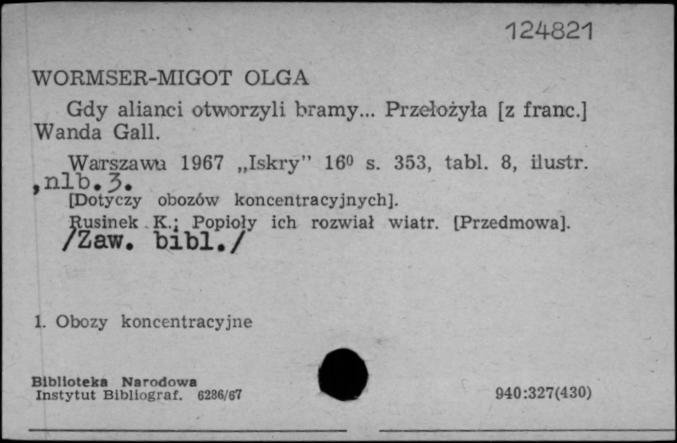 124821
WORMSER-MIGOT OLGA
Gdy alianci otworzyli bramy... Przełożyła [z franc.]
Wanda Gall.
Warszawa 1967 „Iskry" 16⁰ s. 353, tabl. 8, ilustr.
,nlb.3.
[Dotyczy obozów koncentracyjnych].
Rusinek K.: Popioły ich rozwiał wiatr. [Przedmowa].
/Zaw. bibl./
1. Obozy koncentracyjne
Biblioteka Narodowa
Instytut Bibliograf. 6286/67
940:327(430)